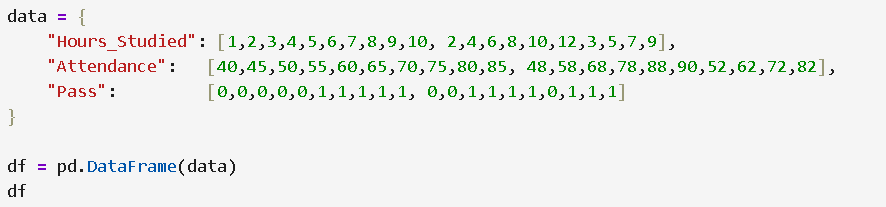 data = {
    "Hours_Studied": [1,2,3,4,5,6,7,8,9,10, 2,4,6,8,10,12,3,5,7,9],
    "Attendance":   [40,45,50,55,60,65,70,75,80,85, 48,58,68,78,88,90,52,62,72,82],
    "Pass":         [0,0,0,0,0,1,1,1,1,1, 0,0,1,1,1,1,0,1,1,1]
}
df = pd.DataFrame(data)
df